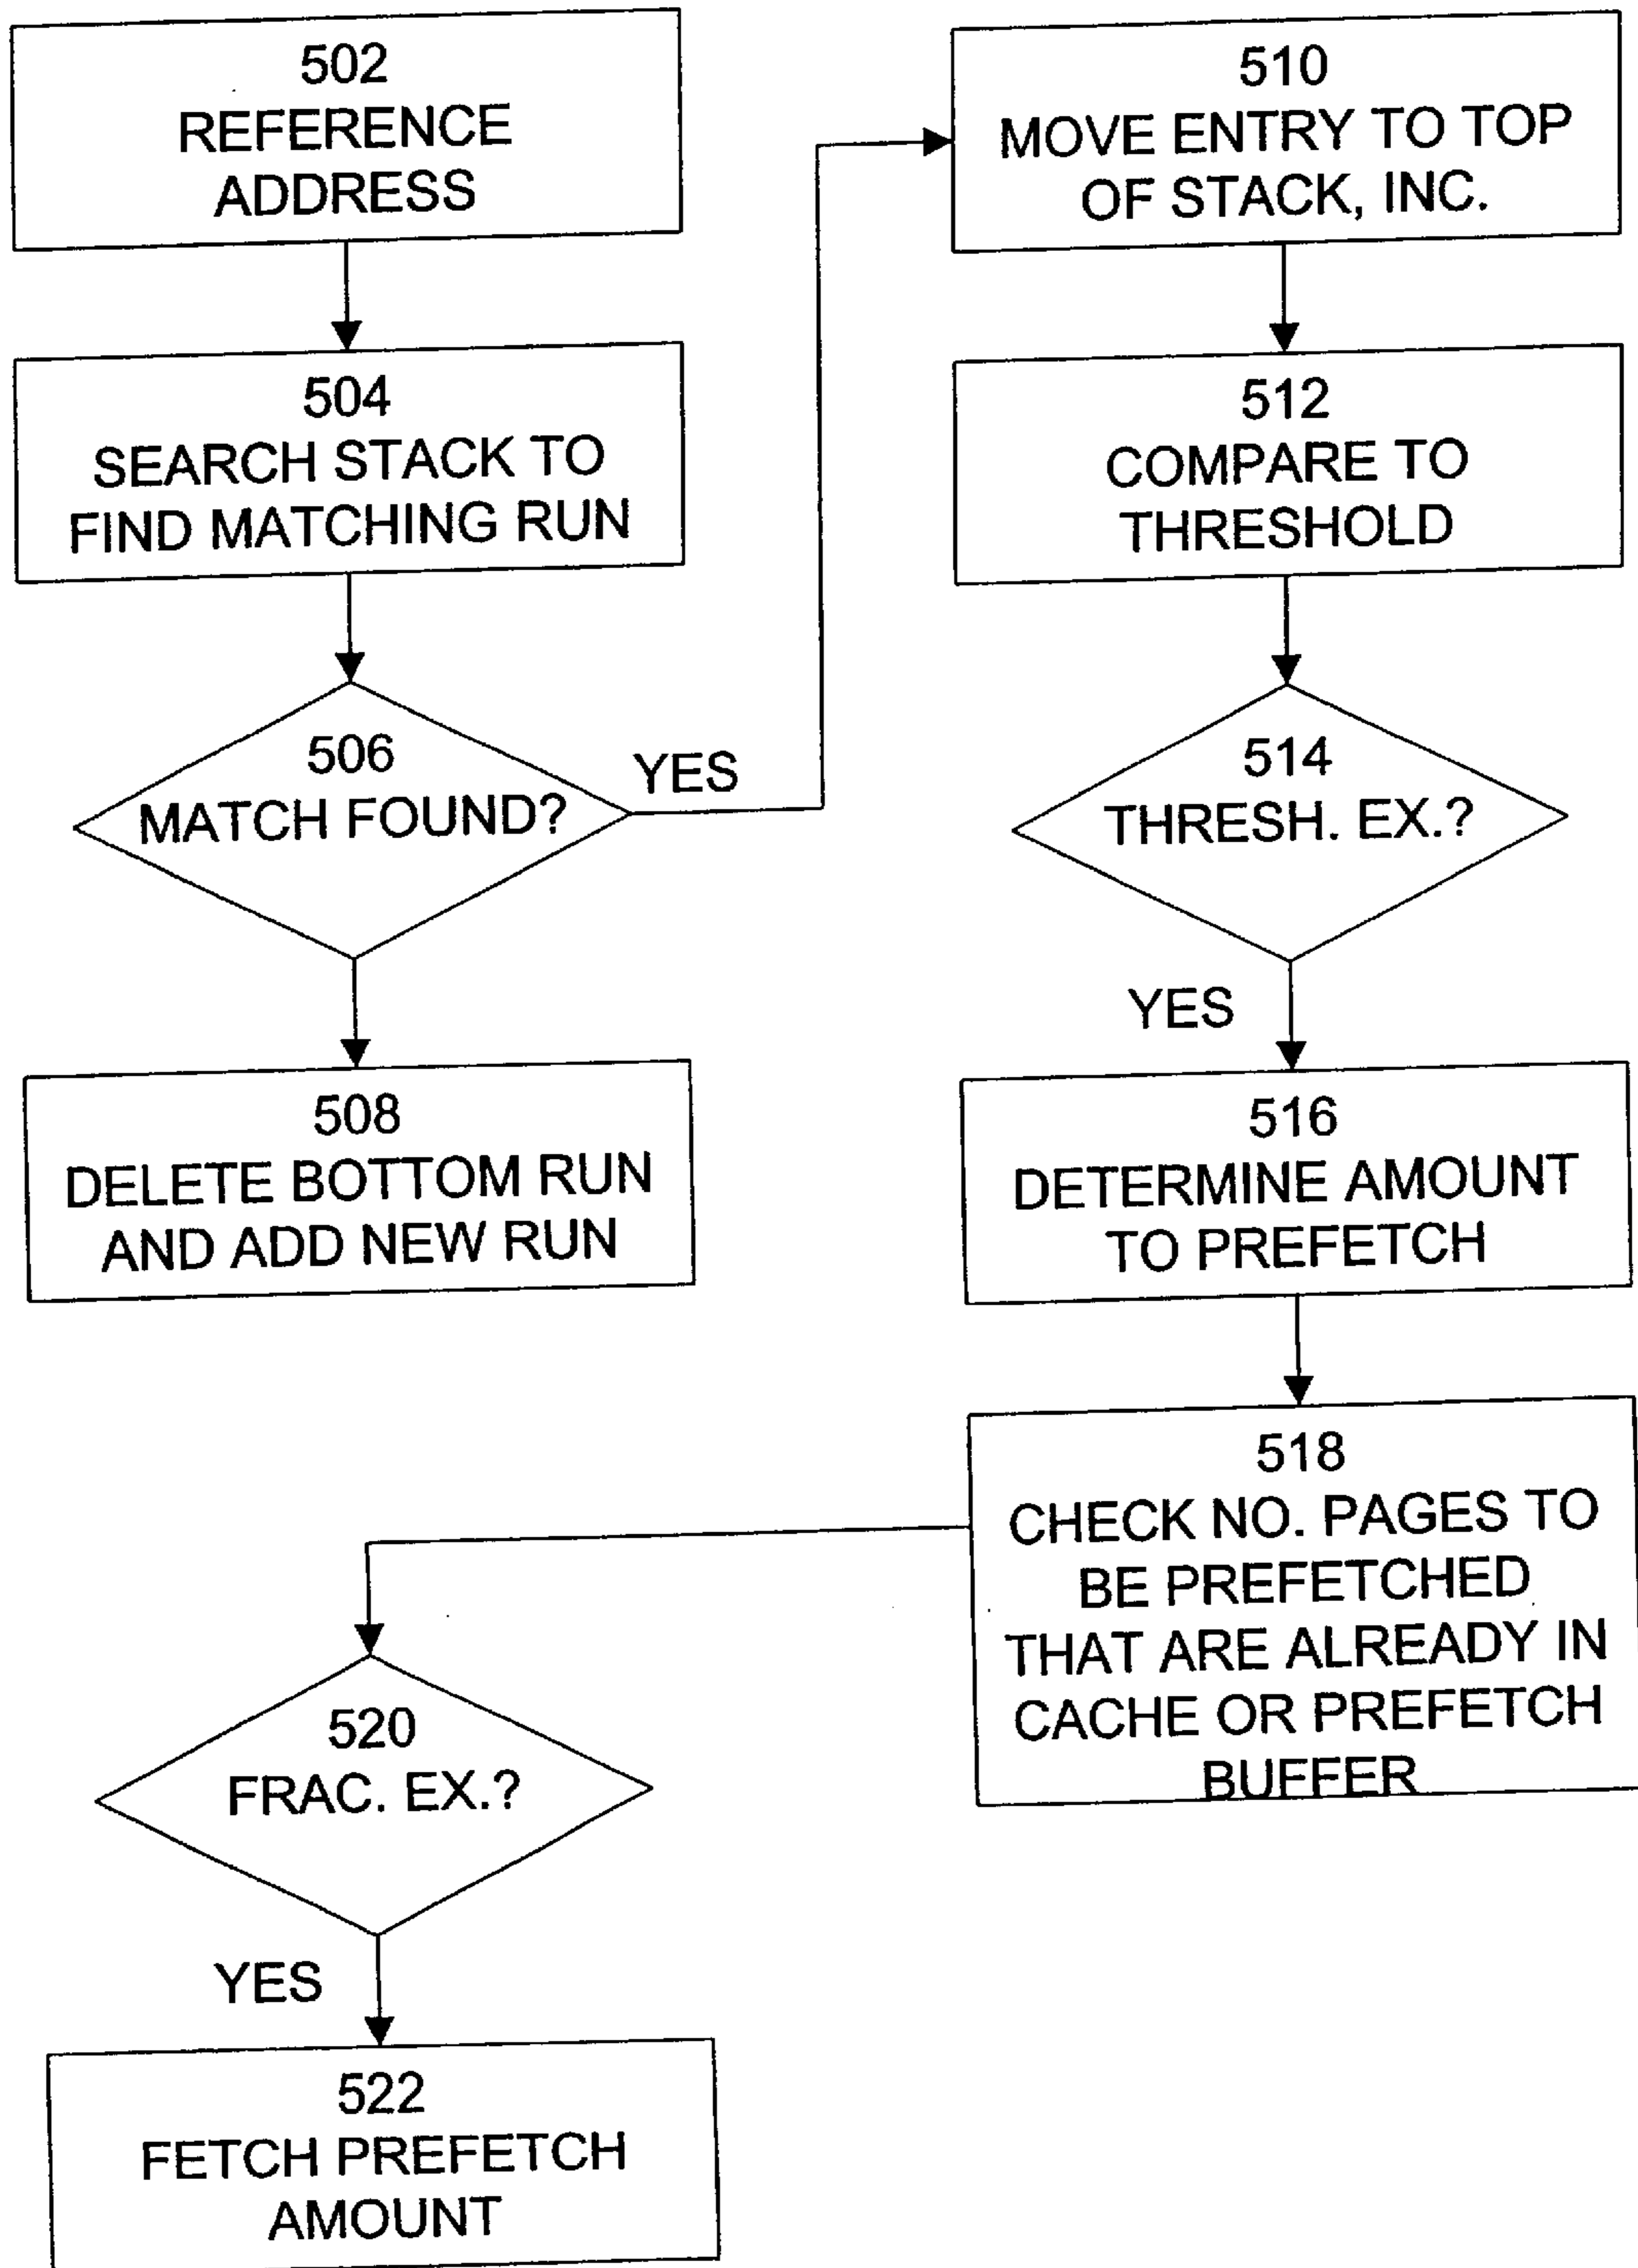 502
REFERENCE
ADDRESS
504
SEARCH STACK TO
FIND MATCHING RUN
506
MATCH FOUND?
YES
508
DELETE BOTTOM RUN
AND ADD NEW RUN
510
MOVE ENTRY TO TOP
OF STACK, INC.
512
COMPARE TO
THRESHOLD
514
THRESH. EX.?
YES
516
DETERMINE AMOUNT
TO PREFETCH
518
CHECK NO. PAGES TO
BE PREFETCHED
THAT ARE ALREADY IN
CACHE OR PREFETCH
BUFFER
520
FRAC. EX.?
YES
522
FETCH PREFETCH
AMOUNT